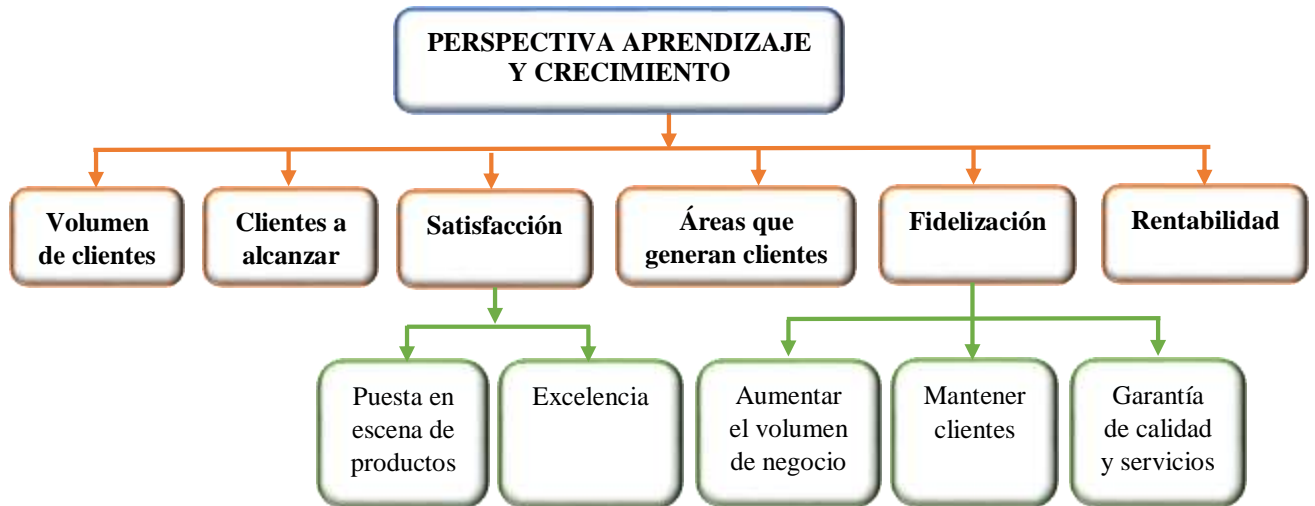 PERSPECTIVA APRENDIZAJE
Y CRECIMIENTO
Volumen
de clientes
Clientes a
alcanzar
Satisfacción
Áreas que
generan clientes
Fidelización
Rentabilidad
Puesta en
escena de
productos
Excelencia
Aumentar
el volumen
de negocio
Mantener
clientes
Garantía
de calidad
y servicios